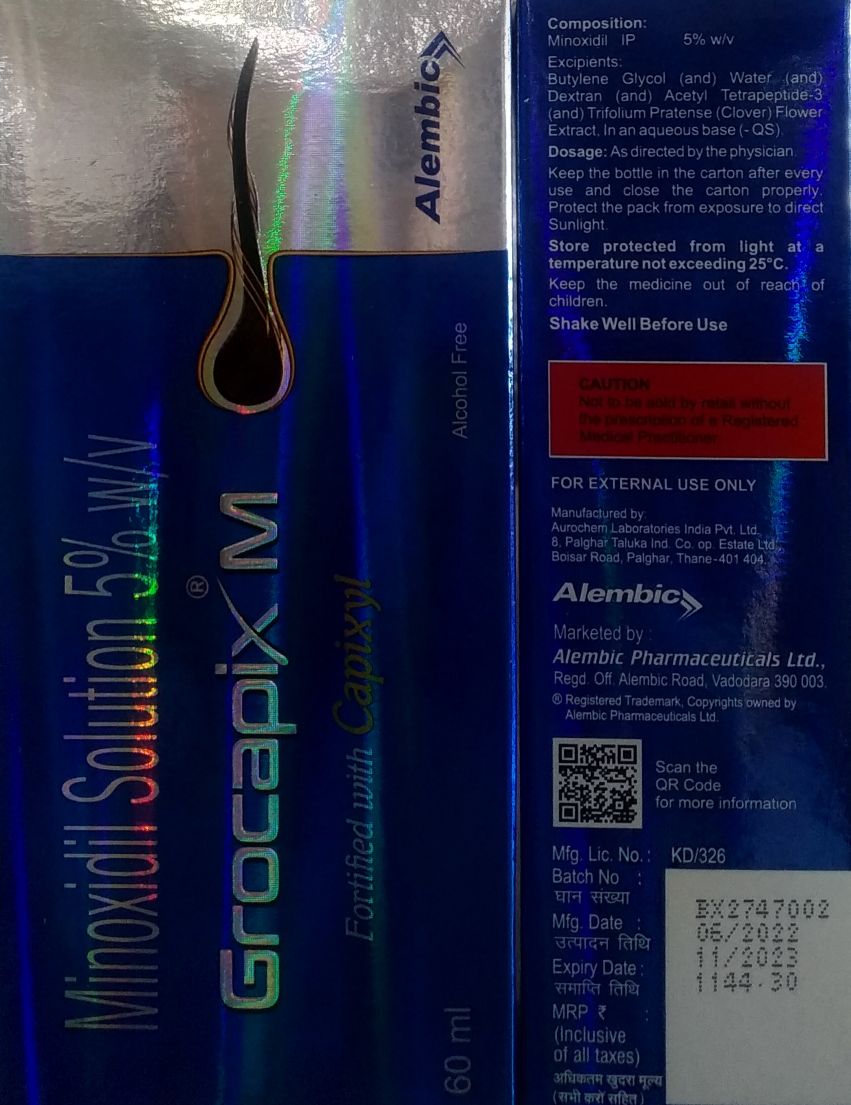 Alembic
Alcohol Free
Minoxidil Solution 5% w/v
Grocapix® M
Fortified with Capixyl
60 ml
Composition:
Minoxidil IP 5% w/v
Excipients:
Butylene Glycol (and) Water (and)
Dextran (and) Acetyl Tetrapeptide-3
(and) Trifolium Pratense (Clover) Flower
Extract, In an aqueous base (- QS).
Dosage: As directed by the physician.
Keep the bottle in the carton after every
use and close the carton properly.
Protect the pack from exposure to direct
Sunlight.
Store protected from light at a
temperature not exceeding 25°C.
Keep the medicine out of reach of
children.
Shake Well Before Use
CAUTION
Not to be sold by retail without
the prescription of a Registered
Medical Practitioner
FOR EXTERNAL USE ONLY
Manufactured by:
Aurochem Laboratories India Pvt. Ltd.
8, Palghar Taluka Ind. Co. op. Estate Ltd.
Boisar Road, Palghar, Thane-401 404.
Alembic
Marketed by :
Alembic Pharmaceuticals Ltd.,
Regd. Off. Alembic Road, Vadodara 390 003.
® Registered Trademark, Copyrights owned by
Alembic Pharmaceuticals Ltd.
Scan the
QR Code
for more information
Mfg. Lic. No.: KD/326
Batch No : BX2747002
घान संख्या
Mfg. Date : 06/2022
उत्पादन तिथि
Expiry Date : 11/2023
समाप्ति तिथि
MRP ₹ : 1144.30
(Inclusive
of all taxes)
अधिकतम खुदरा मूल्य
(सभी करों सहित)